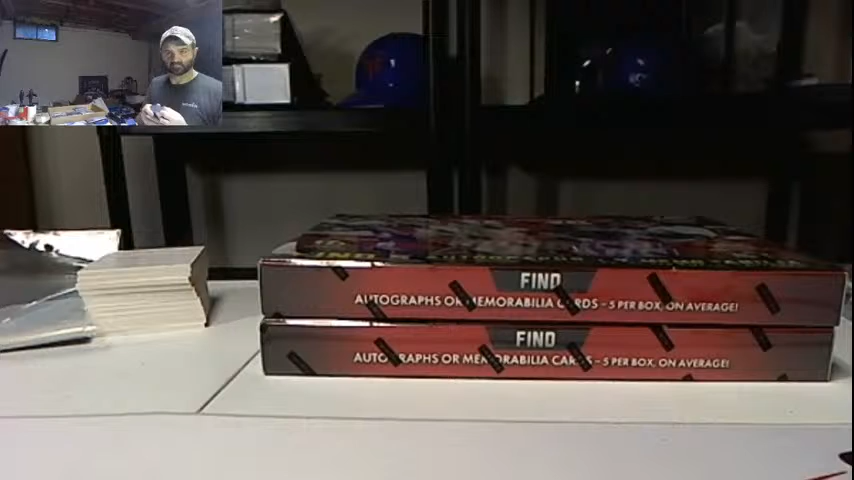 FIND
AUTOGRAPHS OR MEMORABILIA CARDS - 5 PER BOX, ON AVERAGE!
FIND
AUTOGRAPHS OR MEMORABILIA CARDS - 5 PER BOX, ON AVERAGE!